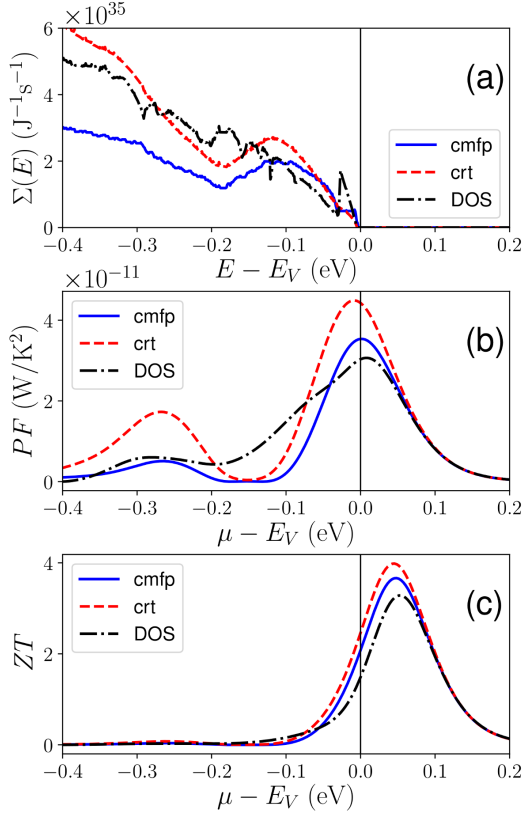 ×10³⁵
6
4
2
0
Σ(E) (J⁻¹s⁻¹)
(a)
cmfp
crt
DOS
−0.4 −0.3 −0.2 −0.1 0.0 0.1 0.2
E − E_V (eV)
×10⁻¹¹
4
2
0
PF (W/K²)
(b)
cmfp
crt
DOS
−0.4 −0.3 −0.2 −0.1 0.0 0.1 0.2
μ − E_V (eV)
4
2
0
ZT
(c)
cmfp
crt
DOS
−0.4 −0.3 −0.2 −0.1 0.0 0.1 0.2
μ − E_V (eV)